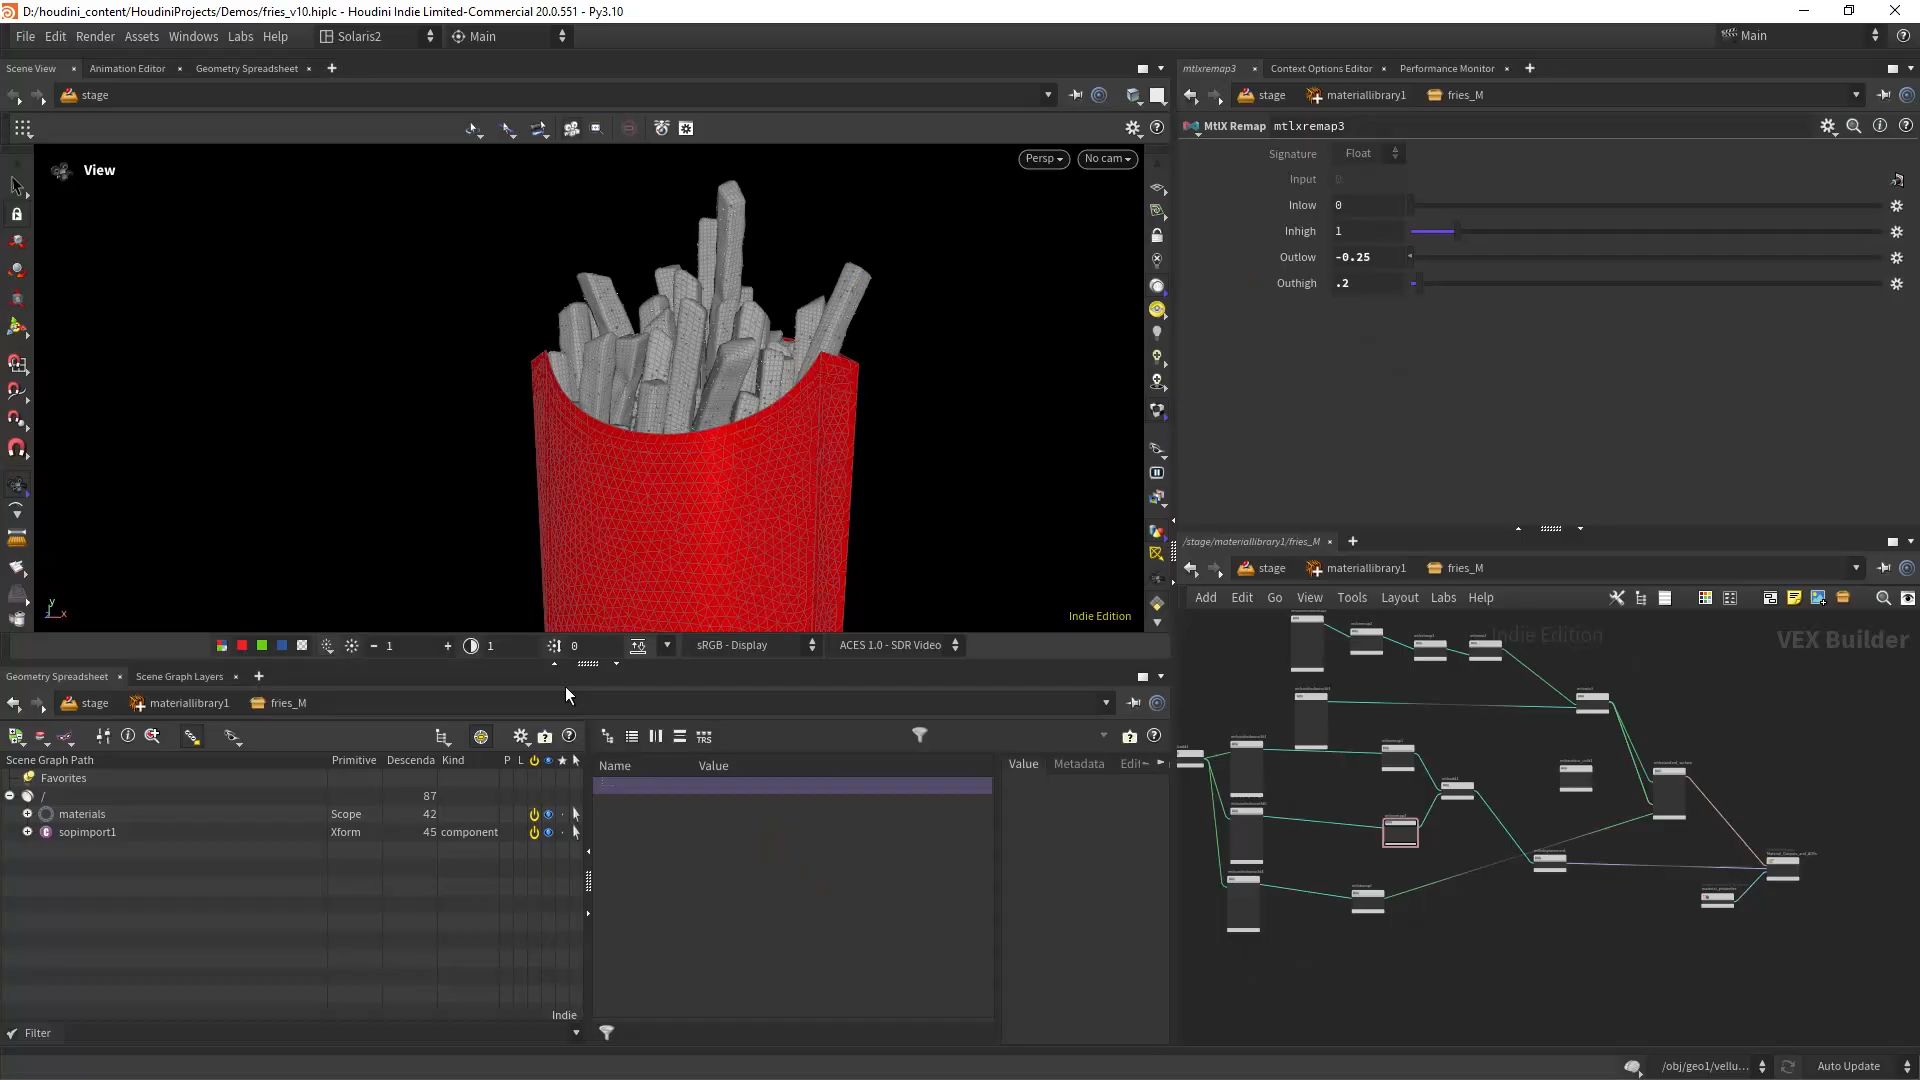 D:/houdini_content/HoudiniProjects/Demos/fries_v10.hiplc - Houdini Indie Limited-Commercial 20.0.551 - Py3.10
File Edit Render Assets Windows Labs Help Solaris2 Main Main
Scene View Animation Editor Geometry Spreadsheet
stage
View
Persp No cam
Indie Edition
1 1 0 sRGB - Display ACES 1.0 - SDR Video
Geometry Spreadsheet Scene Graph Layers
stage materiallibrary1 fries_M
Scene Graph Path Primitive Descenda Kind P L
Favorites
/ 87
materials Scope 42
sopimport1 Xform 45 component
Indie
Filter
TRS
Name Value
Value Metadata Edit
mtlxremap3 Context Options Editor Performance Monitor
stage materiallibrary1 fries_M
MtlX Remap mtlxremap3
Signature Float
Input 0
Inlow 0
Inhigh 1
Outlow -0.25
Outhigh .2
/stage/materiallibrary1/fries_M
stage materiallibrary1 fries_M
Add Edit Go View Tools Layout Labs Help
Indie Edition
VEX Builder
/obj/geo1/vellu... Auto Update